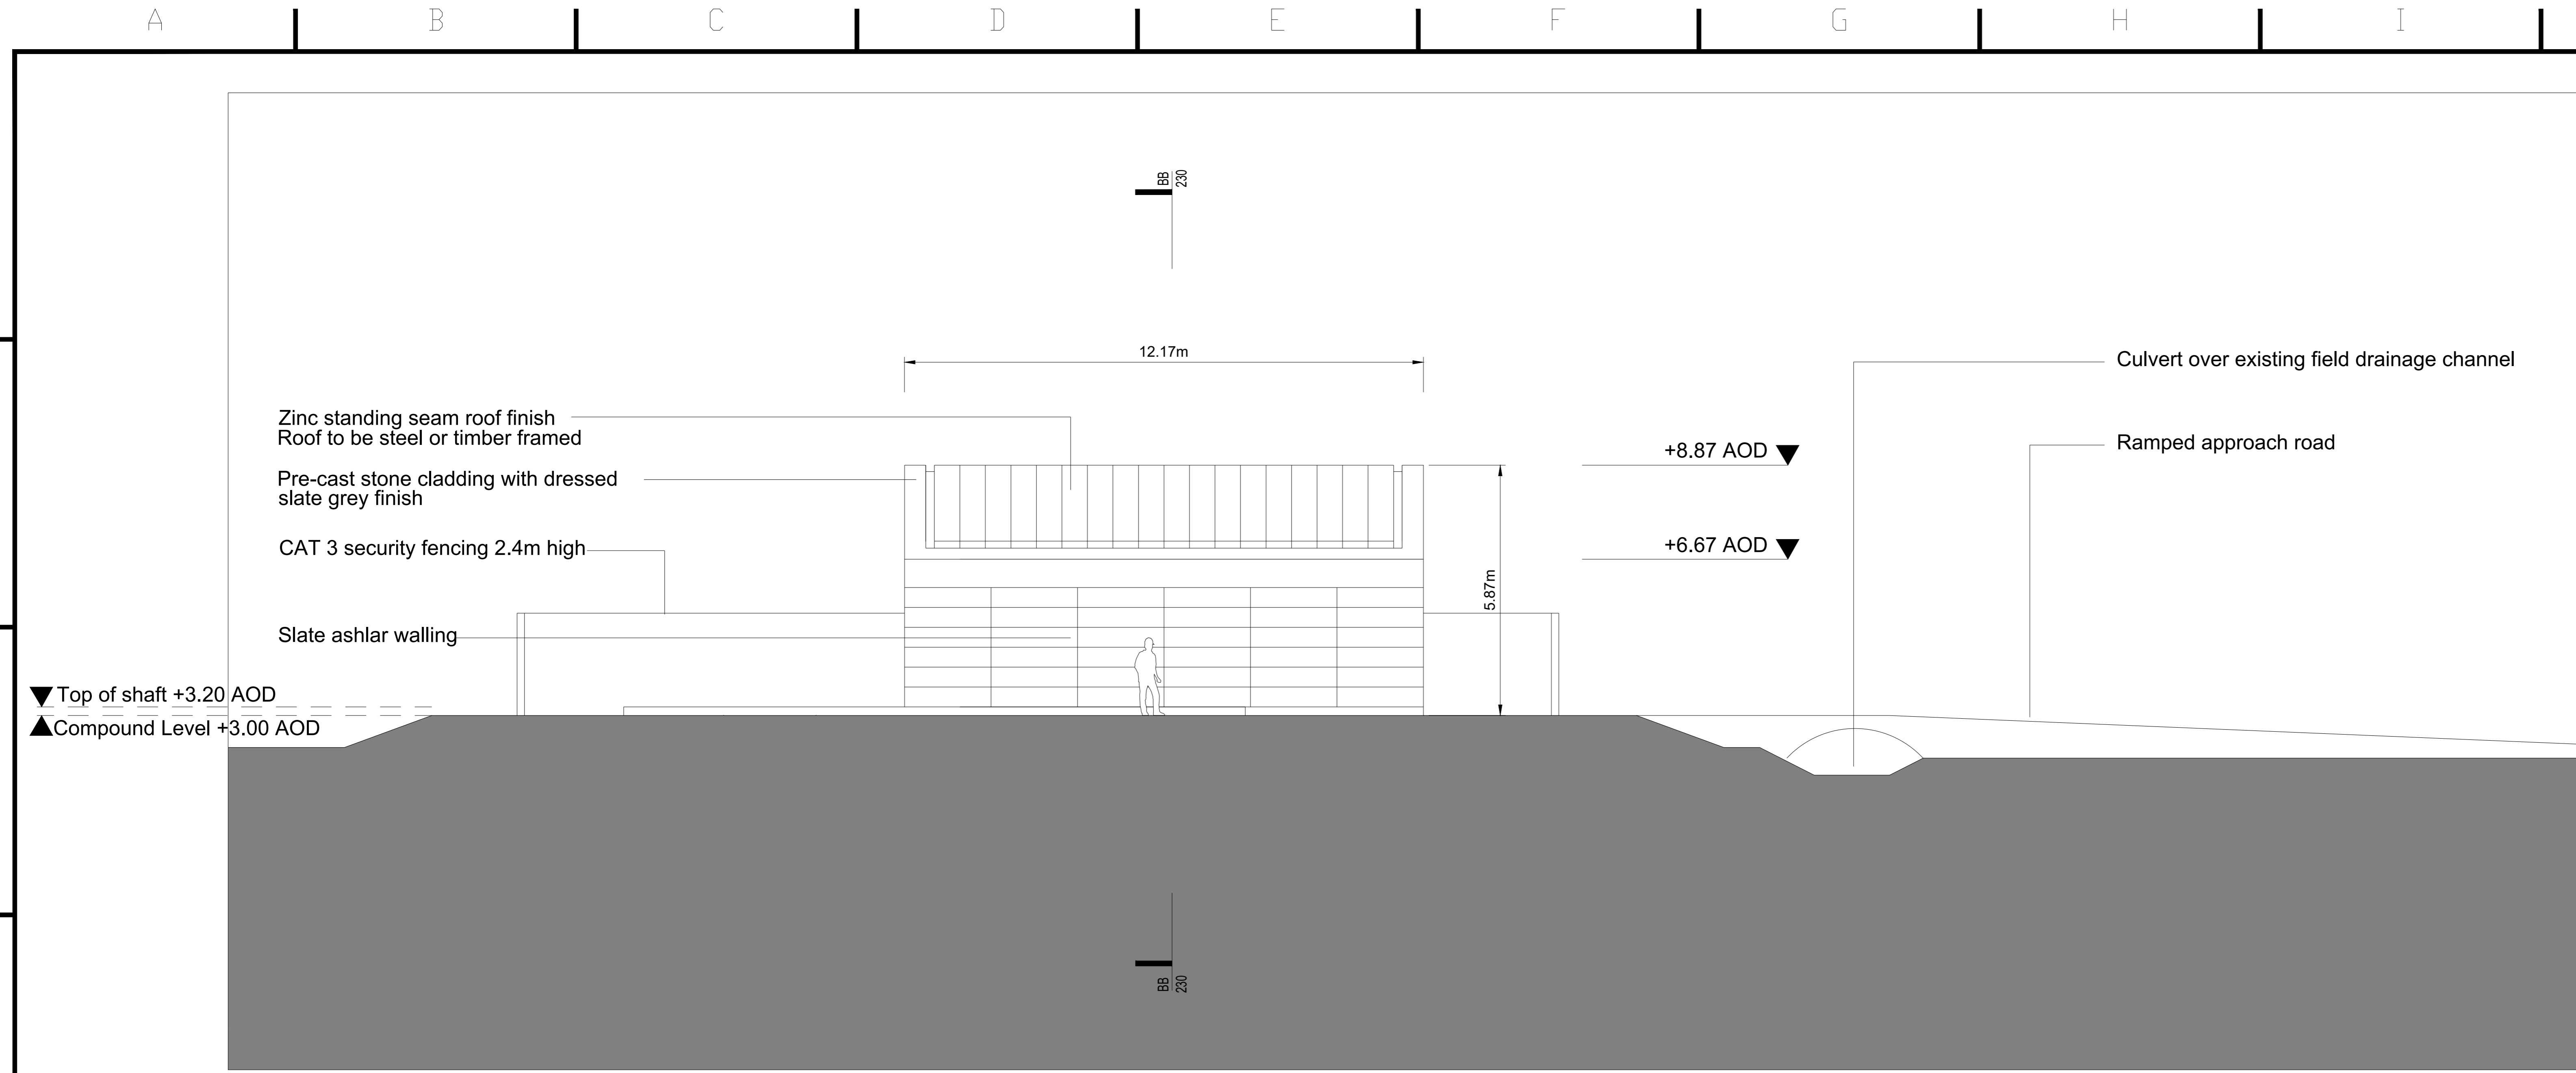 A B C D E F G H I
BB
230
12.17m
Culvert over existing field drainage channel
Zinc standing seam roof finish
Roof to be steel or timber framed
+8.87 AOD
Ramped approach road
Pre-cast stone cladding with dressed
slate grey finish
CAT 3 security fencing 2.4m high
+6.67 AOD
5.87m
Slate ashlar walling
Top of shaft +3.20 AOD
Compound Level +3.00 AOD
BB
230